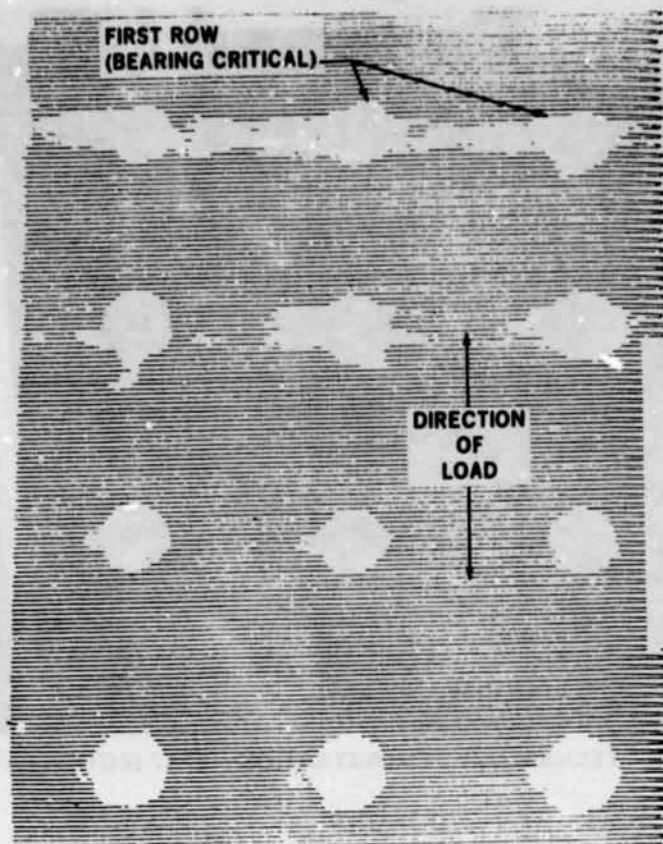 FIRST ROW
(BEARING CRITICAL)
DIRECTION
OF
LOAD